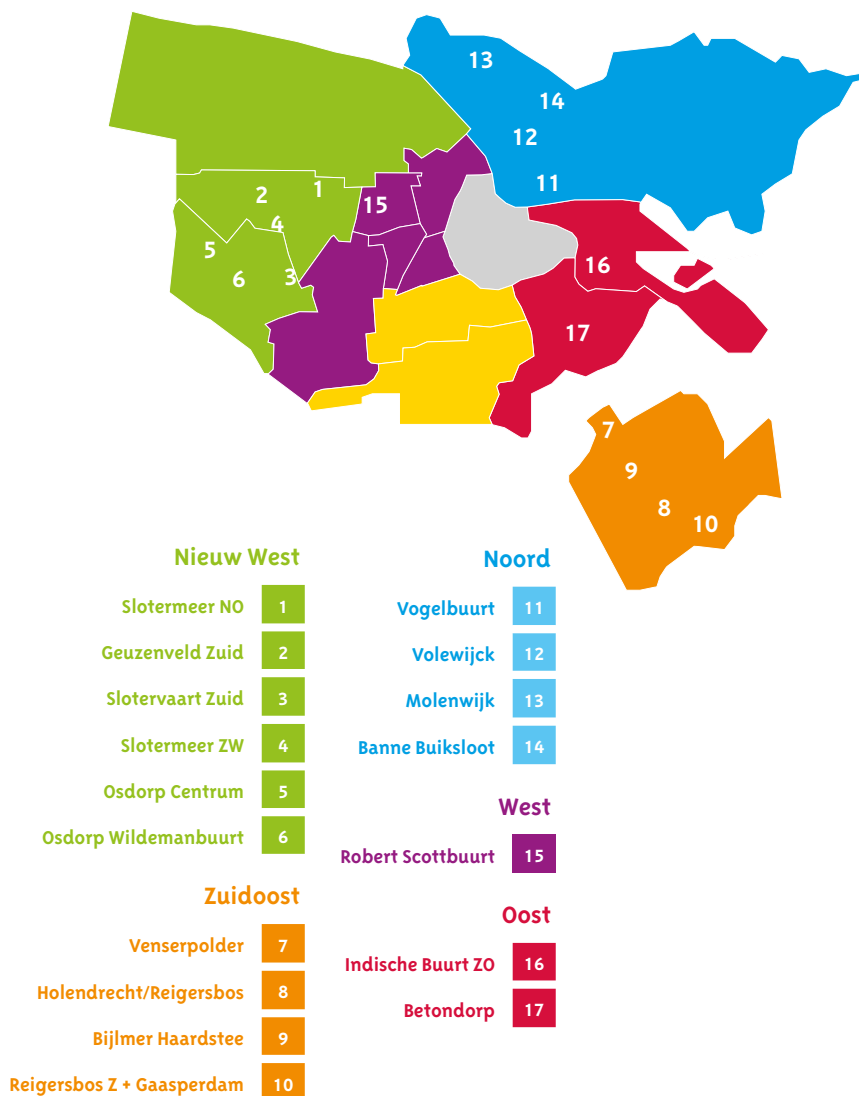 13
14
12
11
1
2
15
4
5
6
3
16
17
7
9
8
10
Nieuw West
Slotermeer NO 1
Geuzenveld Zuid 2
Slotervaart Zuid 3
Slotermeer ZW 4
Osdorp Centrum 5
Osdorp Wildemanbuurt 6
Zuidoost
Venserpolder 7
Holendrecht/Reigersbos 8
Bijlmer Haardstee 9
Reigersbos Z + Gaasperdam 10
Noord
Vogelbuurt 11
Volewijck 12
Molenwijk 13
Banne Buiksloot 14
West
Robert Scottbuurt 15
Oost
Indische Buurt ZO 16
Betondorp 17